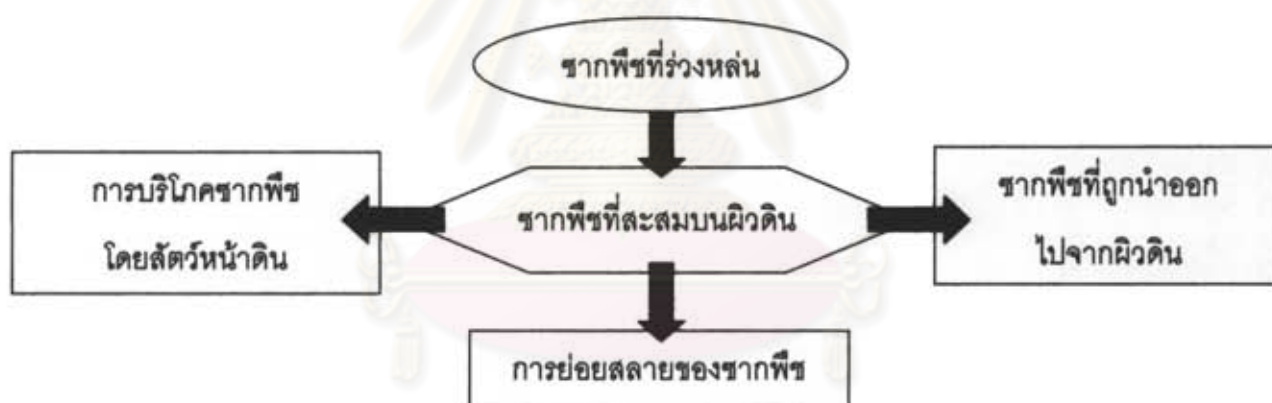 ซากพืชที่ร่วงหล่น
การบริโภคซากพืช
โดยสัตว์หน้าดิน
ซากพืชที่สะสมบนผิวดิน
ซากพืชที่ถูกนำออก
ไปจากผิวดิน
การย่อยสลายของซากพืช